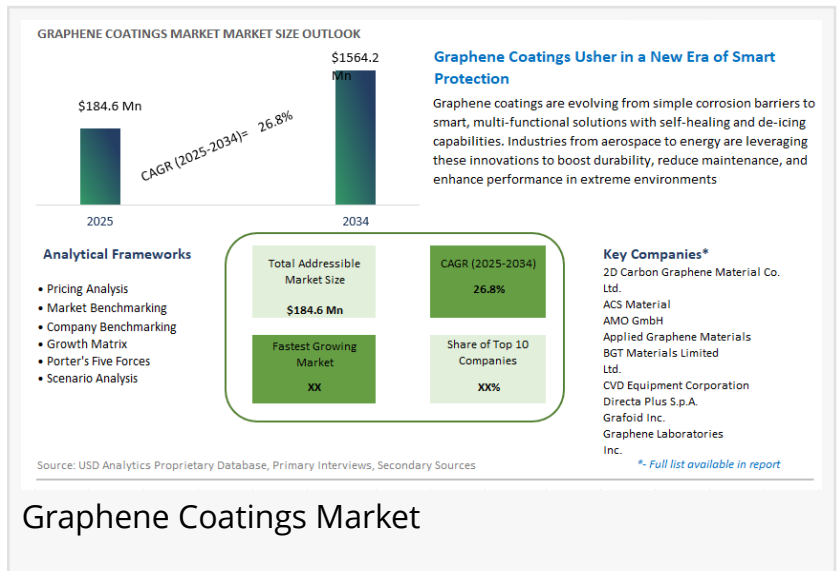 GRAPHENE COATINGS MARKET MARKET SIZE OUTLOOK
$1564.2
Mn
$184.6 Mn
CAGR (2025-2034)= 26.8%
2025
2034
Graphene Coatings Usher in a New Era of Smart
Protection
Graphene coatings are evolving from simple corrosion barriers to
smart, multi-functional solutions with self-healing and de-icing
capabilities. Industries from aerospace to energy are leveraging
these innovations to boost durability, reduce maintenance, and
enhance performance in extreme environments
Analytical Frameworks
• Pricing Analysis
• Market Benchmarking
• Company Benchmarking
• Growth Matrix
• Porter's Five Forces
• Scenario Analysis
Total Addressible
Market Size
$184.6 Mn
CAGR (2025-2034)
26.8%
Fastest Growing
Market
XX
Share of Top 10
Companies
XX%
Key Companies*
2D Carbon Graphene Material Co.
Ltd.
ACS Material
AMO GmbH
Applied Graphene Materials
BGT Materials Limited
Ltd.
CVD Equipment Corporation
Directa Plus S.p.A.
Grafoid Inc.
Graphene Laboratories
Inc.
*- Full list available in report
Source: USD Analytics Proprietary Database, Primary Interviews, Secondary Sources
Graphene Coatings Market